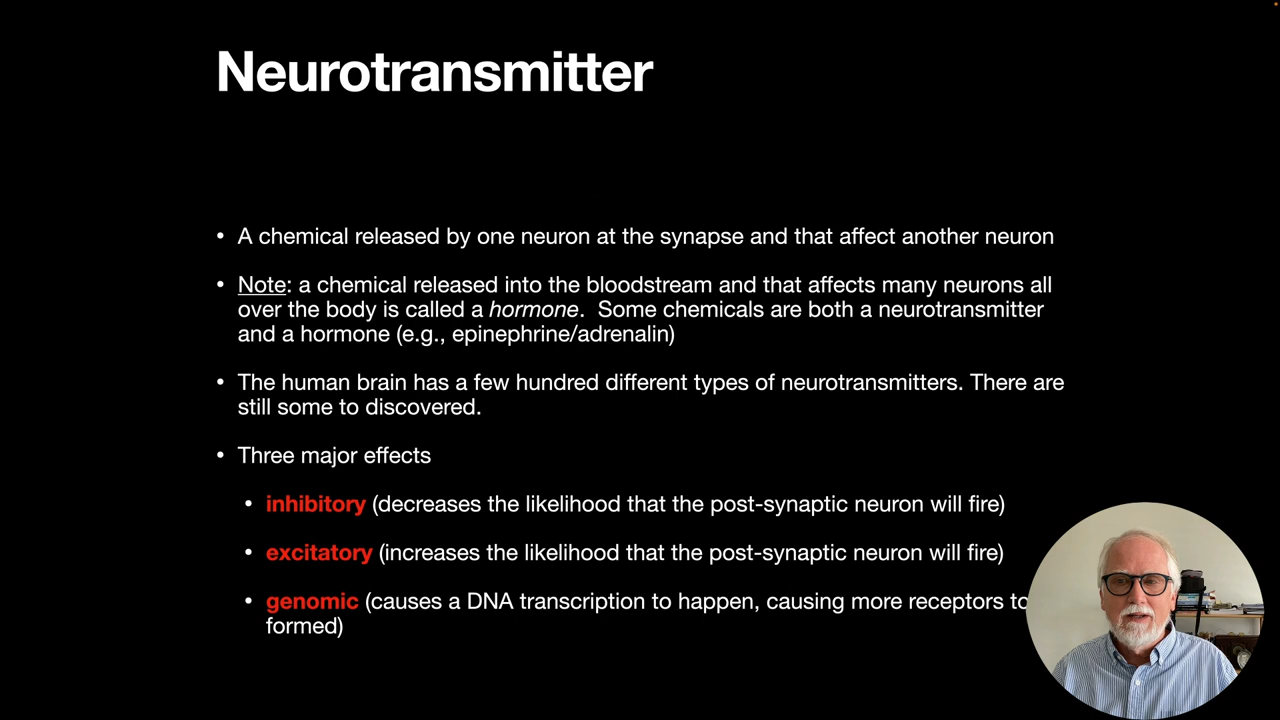 Neurotransmitter
• A chemical released by one neuron at the synapse and that affect another neuron
• Note: a chemical released into the bloodstream and that affects many neurons all
over the body is called a hormone. Some chemicals are both a neurotransmitter
and a hormone (e.g., epinephrine/adrenalin)
• The human brain has a few hundred different types of neurotransmitters. There are
still some to discovered.
• Three major effects
• inhibitory (decreases the likelihood that the post-synaptic neuron will fire)
• excitatory (increases the likelihood that the post-synaptic neuron will fire)
• genomic (causes a DNA transcription to happen, causing more receptors to
formed)